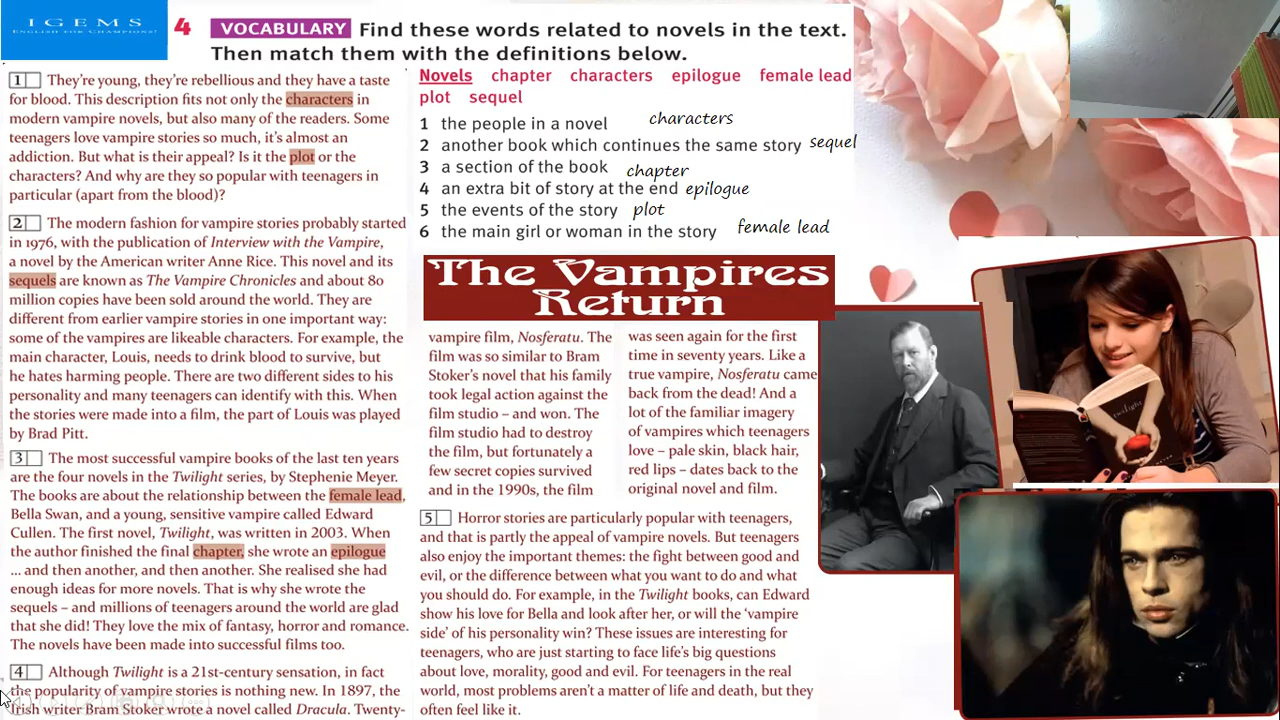 IGEMS
ENGLISH FOR CHAMPIONS!
4 VOCABULARY Find these words related to novels in the text.
Then match them with the definitions below.
Novels chapter characters epilogue female lead
plot sequel
1 the people in a novel characters
2 another book which continues the same story sequel
3 a section of the book chapter
4 an extra bit of story at the end epilogue
5 the events of the story plot
6 the main girl or woman in the story female lead
The Vampires
Return
1 They're young, they're rebellious and they have a taste
for blood. This description fits not only the characters in
modern vampire novels, but also many of the readers. Some
teenagers love vampire stories so much, it's almost an
addiction. But what is their appeal? Is it the plot or the
characters? And why are they so popular with teenagers in
particular (apart from the blood)?
2 The modern fashion for vampire stories probably started
in 1976, with the publication of Interview with the Vampire,
a novel by the American writer Anne Rice. This novel and its
sequels are known as The Vampire Chronicles and about 80
million copies have been sold around the world. They are
different from earlier vampire stories in one important way:
some of the vampires are likeable characters. For example, the
main character, Louis, needs to drink blood to survive, but
he hates harming people. There are two different sides to his
personality and many teenagers can identify with this. When
the stories were made into a film, the part of Louis was played
by Brad Pitt.
3 The most successful vampire books of the last ten years
are the four novels in the Twilight series, by Stephenie Meyer.
The books are about the relationship between the female lead,
Bella Swan, and a young, sensitive vampire called Edward
Cullen. The first novel, Twilight, was written in 2003. When
the author finished the final chapter, she wrote an epilogue
... and then another, and then another. She realised she had
enough ideas for more novels. That is why she wrote the
sequels – and millions of teenagers around the world are glad
that she did! They love the mix of fantasy, horror and romance.
The novels have been made into successful films too.
4 Although Twilight is a 21st-century sensation, in fact
the popularity of vampire stories is nothing new. In 1897, the
Irish writer Bram Stoker wrote a novel called Dracula. Twenty-
vampire film, Nosferatu. The
film was so similar to Bram
Stoker's novel that his family
took legal action against the
film studio – and won. The
film studio had to destroy
the film, but fortunately a
few secret copies survived
and in the 1990s, the film
was seen again for the first
time in seventy years. Like a
true vampire, Nosferatu came
back from the dead! And a
lot of the familiar imagery
of vampires which teenagers
love – pale skin, black hair,
red lips – dates back to the
original novel and film.
5 Horror stories are particularly popular with teenagers,
and that is partly the appeal of vampire novels. But teenagers
also enjoy the important themes: the fight between good and
evil, or the difference between what you want to do and what
you should do. For example, in the Twilight books, can Edward
show his love for Bella and look after her, or will the 'vampire
side' of his personality win? These issues are interesting for
teenagers, who are just starting to face life's big questions
about love, morality, good and evil. For teenagers in the real
world, most problems aren't a matter of life and death, but they
often feel like it.
twilight